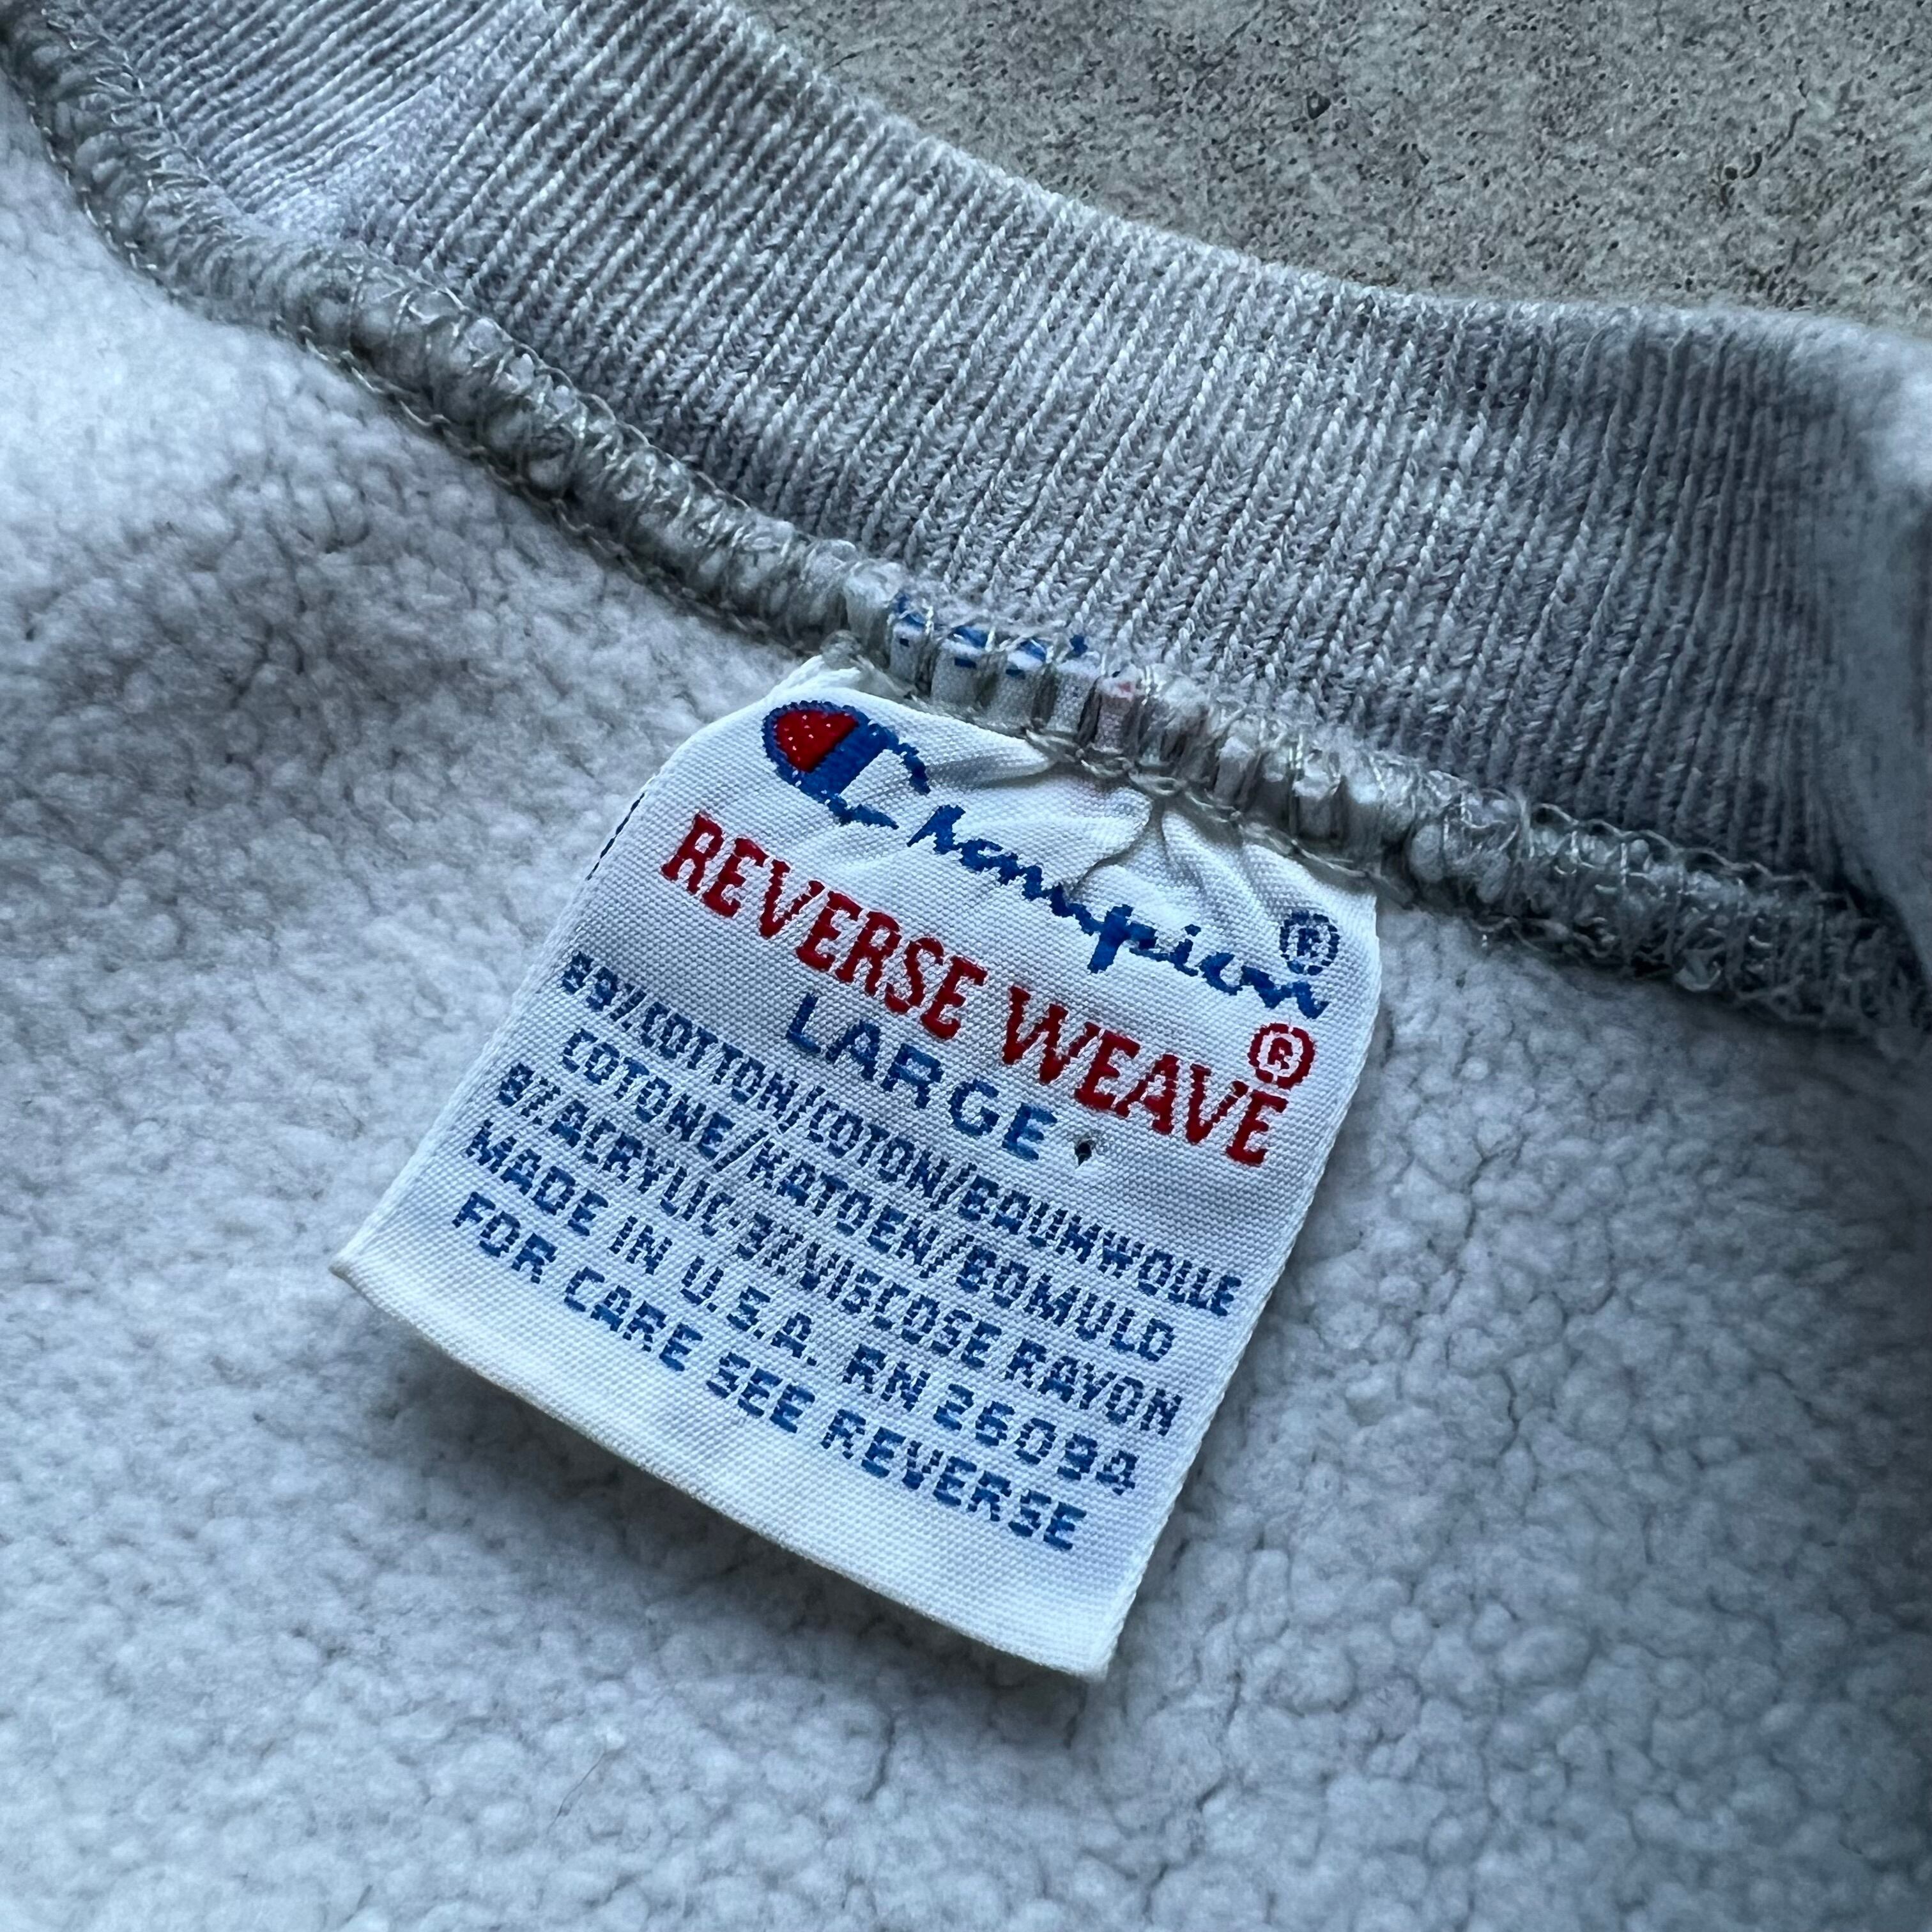 Champion®
REVERSE WEAVE®
LARGE
89%COTTON/COTON/BAUMWOLLE
COTONE/KATOEN/BOMULD
8%ACRYLIC·3%VISCOSE RAYON
MADE IN U.S.A. RN 26094
FOR CARE SEE REVERSE